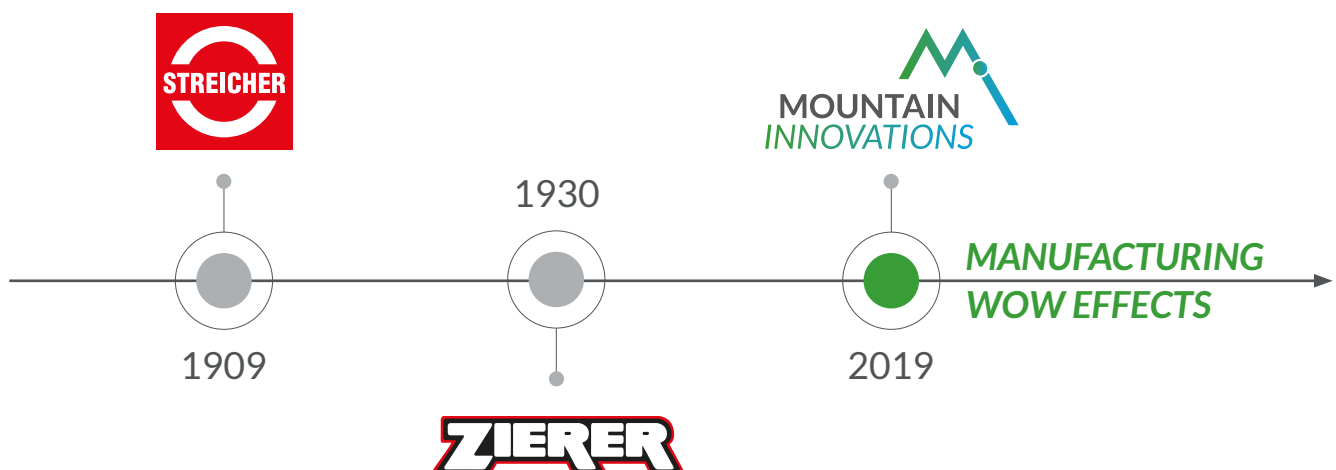 STREICHER
MOUNTAIN
INNOVATIONS
1930
MANUFACTURING
WOW EFFECTS
1909
2019
ZIERER